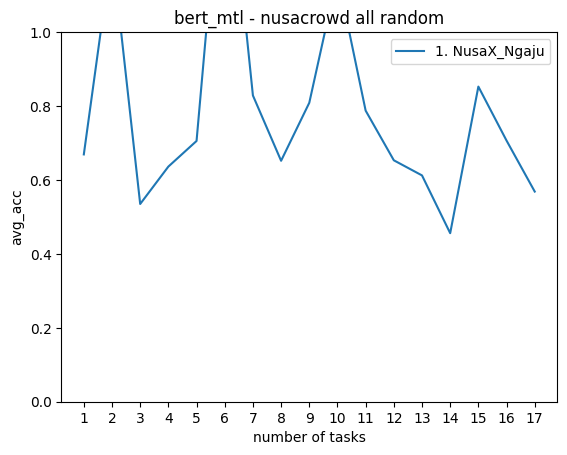 bert_mtl - nusacrowd all random
1. NusaX_Ngaju
avg_acc
1.0
0.8
0.6
0.4
0.2
0.0
1 2 3 4 5 6 7 8 9 10 11 12 13 14 15 16 17
number of tasks